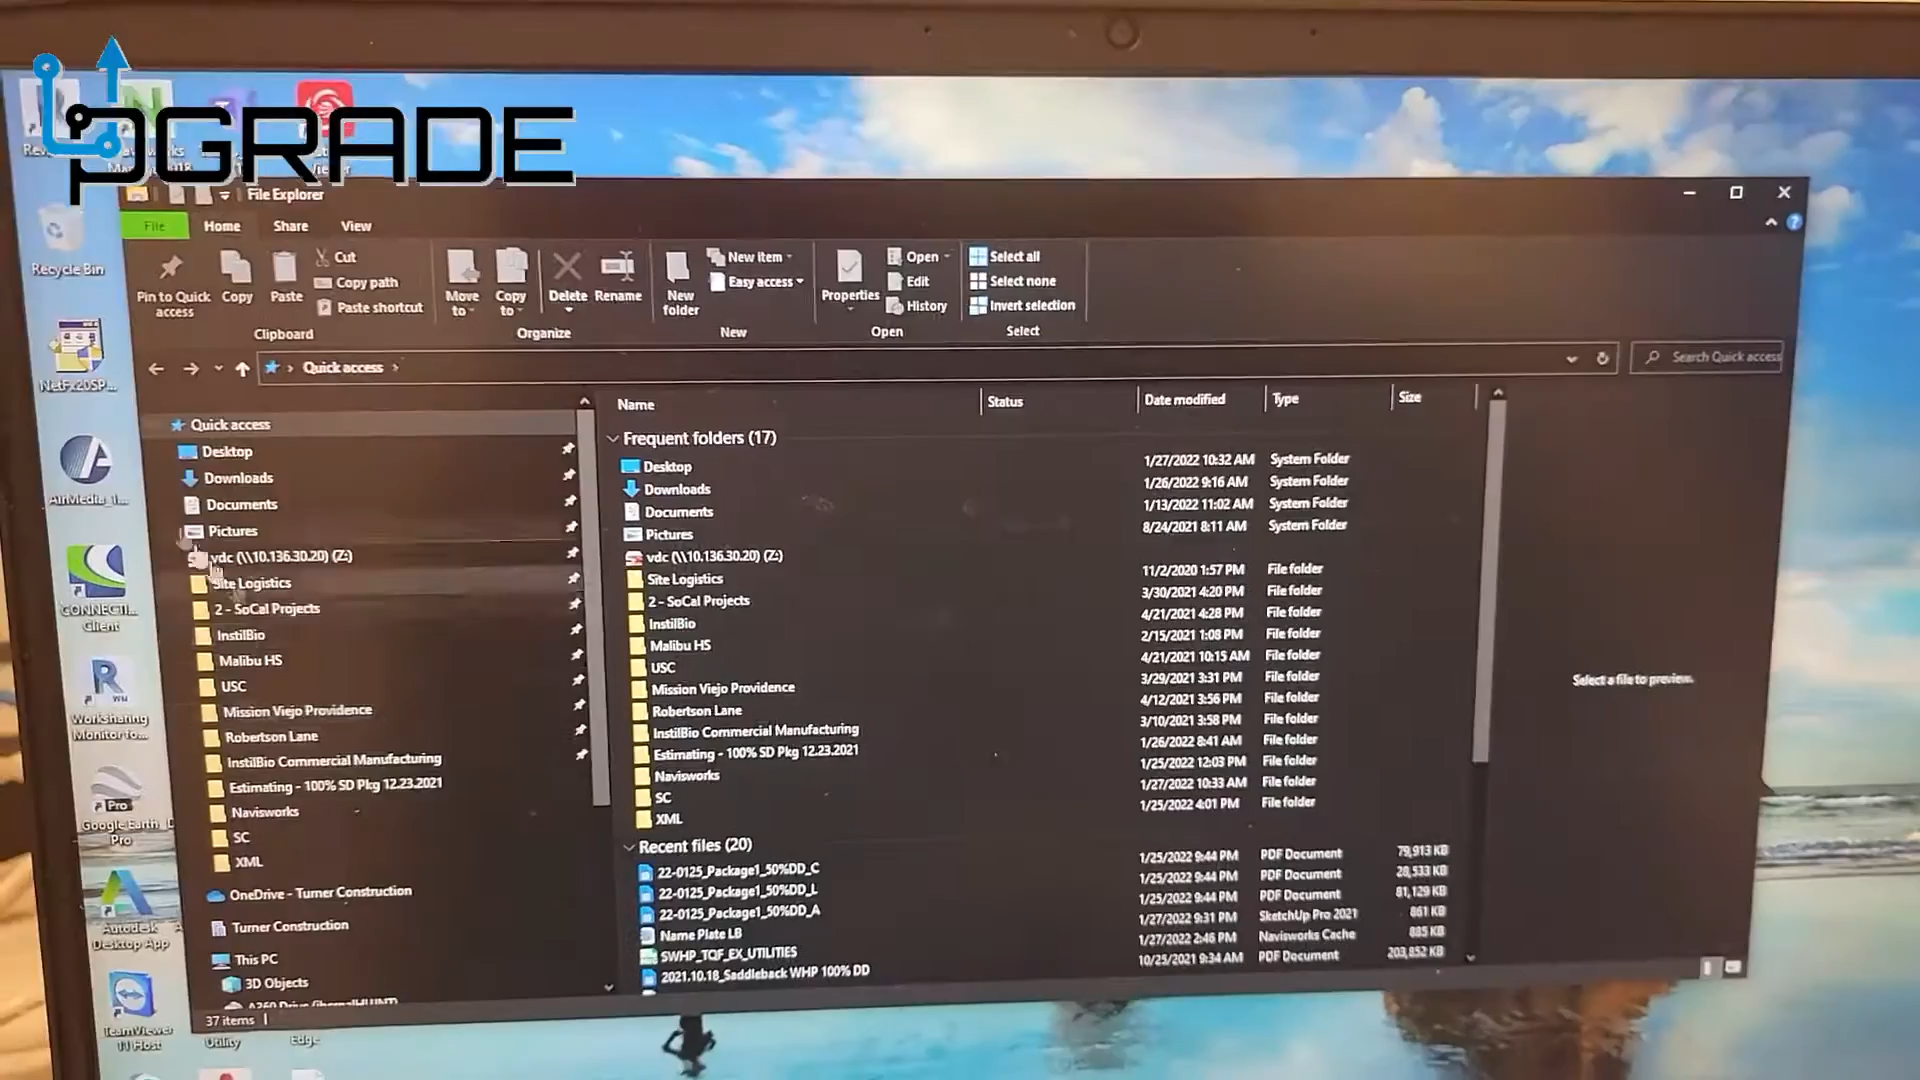 UPGRADE
File Explorer
File Home Share View
Pin to Quick access
Copy
Paste
Cut
Copy path
Paste shortcut
Clipboard
Move to
Copy to
Delete
Rename
Organize
New folder
New item
Easy access
New
Properties
Open
Edit
History
Open
Select all
Select none
Invert selection
Select
Quick access
Search Quick access
Recycle Bin
NetFx20SP...
AirMedia_1...
CONNECTI...
Client
Worksharing
Monitor fo...
Pro
Google Earth
Pro
Autodesk
Desktop App
TeamViewer
11 Host
Utility
Edge
Quick access
Desktop
Downloads
Documents
Pictures
vdc (\\10.136.30.20) (Z:)
Site Logistics
2 - SoCal Projects
InstilBio
Malibu HS
USC
Mission Viejo Providence
Robertson Lane
InstilBio Commercial Manufacturing
Estimating - 100% SD Pkg 12.23.2021
Navisworks
SC
XML
OneDrive - Turner Construction
Turner Construction
This PC
3D Objects
37 items
Name Status Date modified Type Size
Frequent folders (17)
Desktop 1/27/2022 10:32 AM System Folder
Downloads 1/26/2022 9:16 AM System Folder
Documents 1/13/2022 11:02 AM System Folder
Pictures 8/24/2021 8:11 AM System Folder
vdc (\\10.136.30.20) (Z:)
Site Logistics 11/2/2020 1:57 PM File folder
2 - SoCal Projects 3/30/2021 4:20 PM File folder
InstilBio 4/21/2021 4:28 PM File folder
Malibu HS 2/15/2021 1:08 PM File folder
USC 4/21/2021 10:15 AM File folder
Mission Viejo Providence 3/29/2021 3:31 PM File folder
Robertson Lane 4/12/2021 3:56 PM File folder
InstilBio Commercial Manufacturing 3/10/2021 3:58 PM File folder
Estimating - 100% SD Pkg 12.23.2021 1/26/2022 8:41 AM File folder
Navisworks 1/25/2022 12:03 PM File folder
SC 1/27/2022 10:33 AM File folder
XML 1/25/2022 4:01 PM File folder
Recent files (20)
22-0125_Package1_50%DD_C 1/25/2022 9:44 PM PDF Document 79,913 KB
22-0125_Package1_50%DD_L 1/25/2022 9:44 PM PDF Document 28,533 KB
22-0125_Package1_50%DD_A 1/25/2022 9:44 PM PDF Document 81,129 KB
Name Plate LB 1/27/2022 9:31 PM SketchUp Pro 2021 861 KB
SWHP_TQF_EX_UTILITIES 1/27/2022 2:46 PM Navisworks Cache 885 KB
2021.10.18_Saddleback WHP 100% DD 10/25/2021 9:34 AM PDF Document 203,852 KB
Select a file to preview.